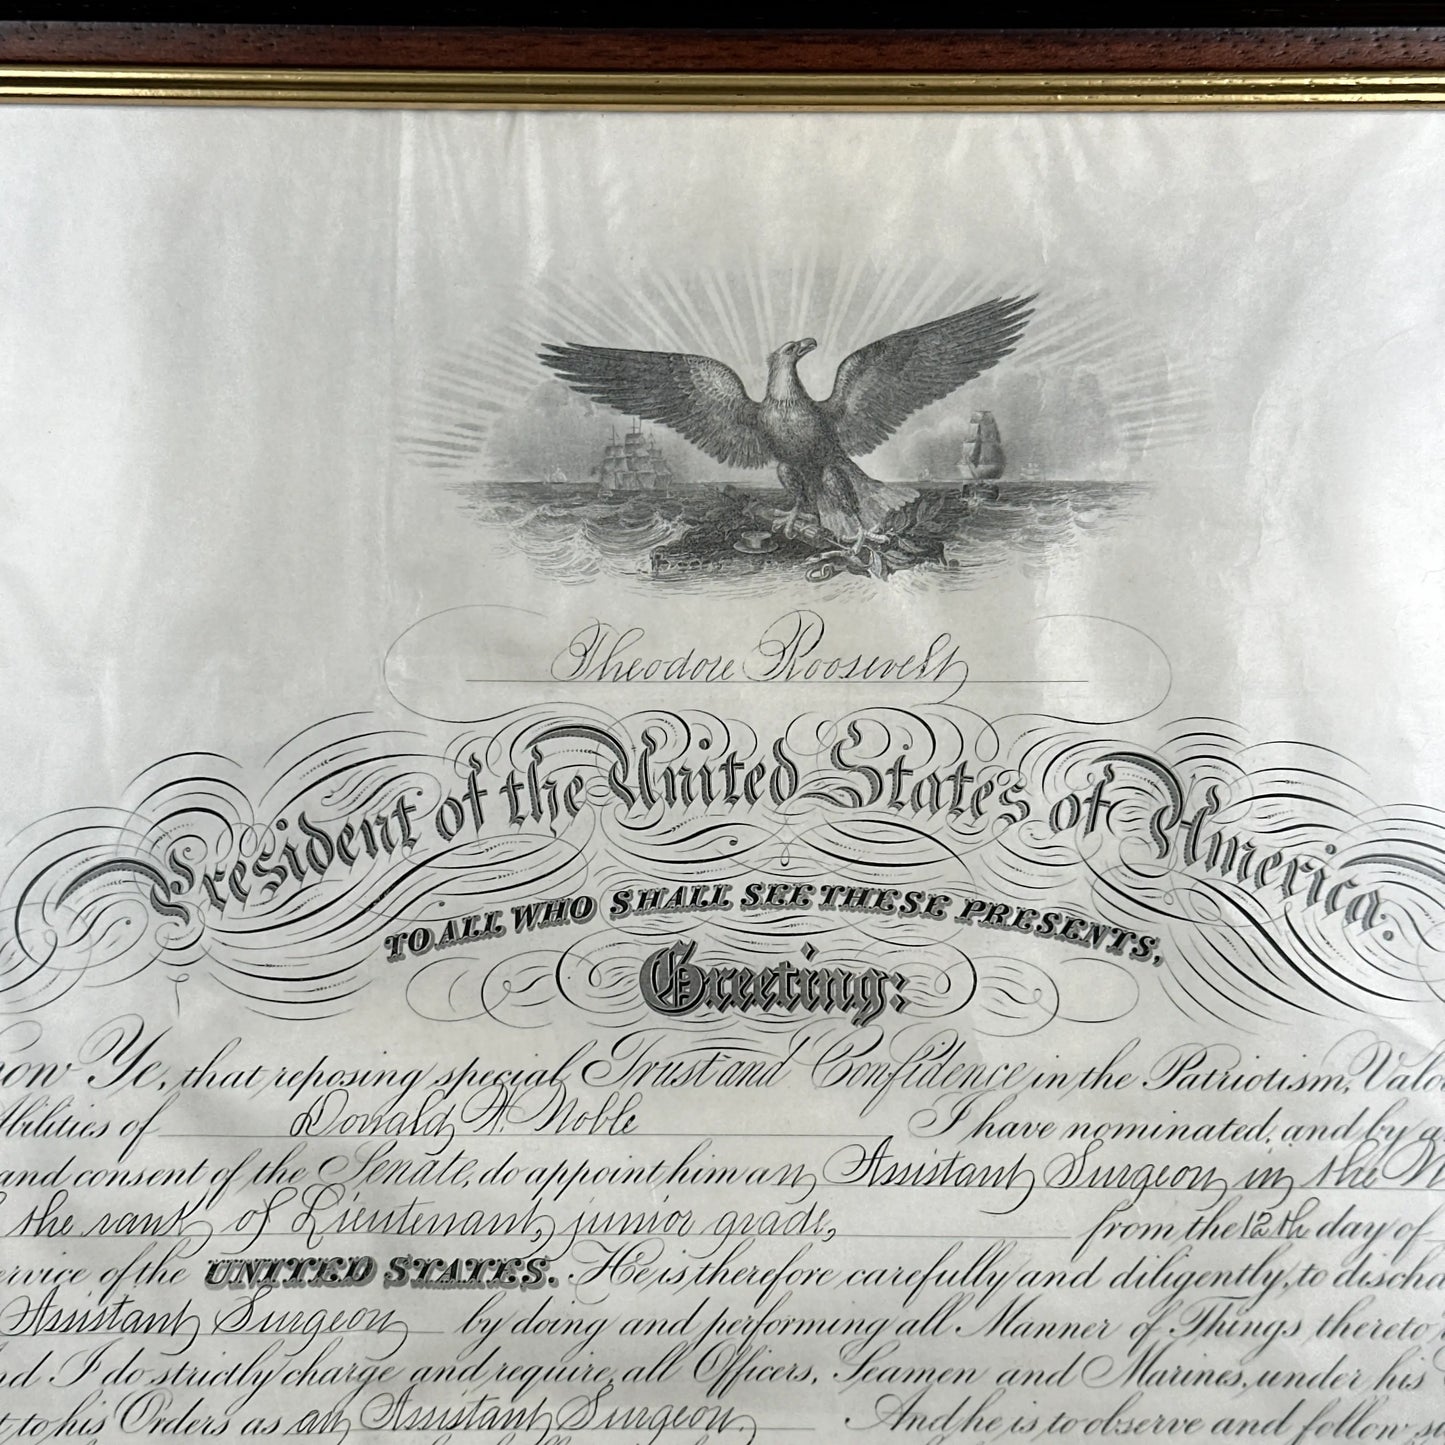 Theodore Roosevelt
President of the United States of America.
TO ALL WHO SHALL SEE THESE PRESENTS,
Greeting:
Ye, that reposing special Trust and Confidence in the Patriotism,
of Donald H. Noble I have nominated, and by
and consent of the Senate, do appoint him an Assistant Surgeon in the
the rank of Lieutenant, junior grade, from the 12th day of
of the UNITED STATES. He is therefore carefully and diligently, to
Assistant Surgeon by doing and performing all Manner of Things thereto
I do strictly charge and require, all Officers, Seamen and Marines, under his
to his Orders as an Assistant Surgeon. And he is to observe and follow